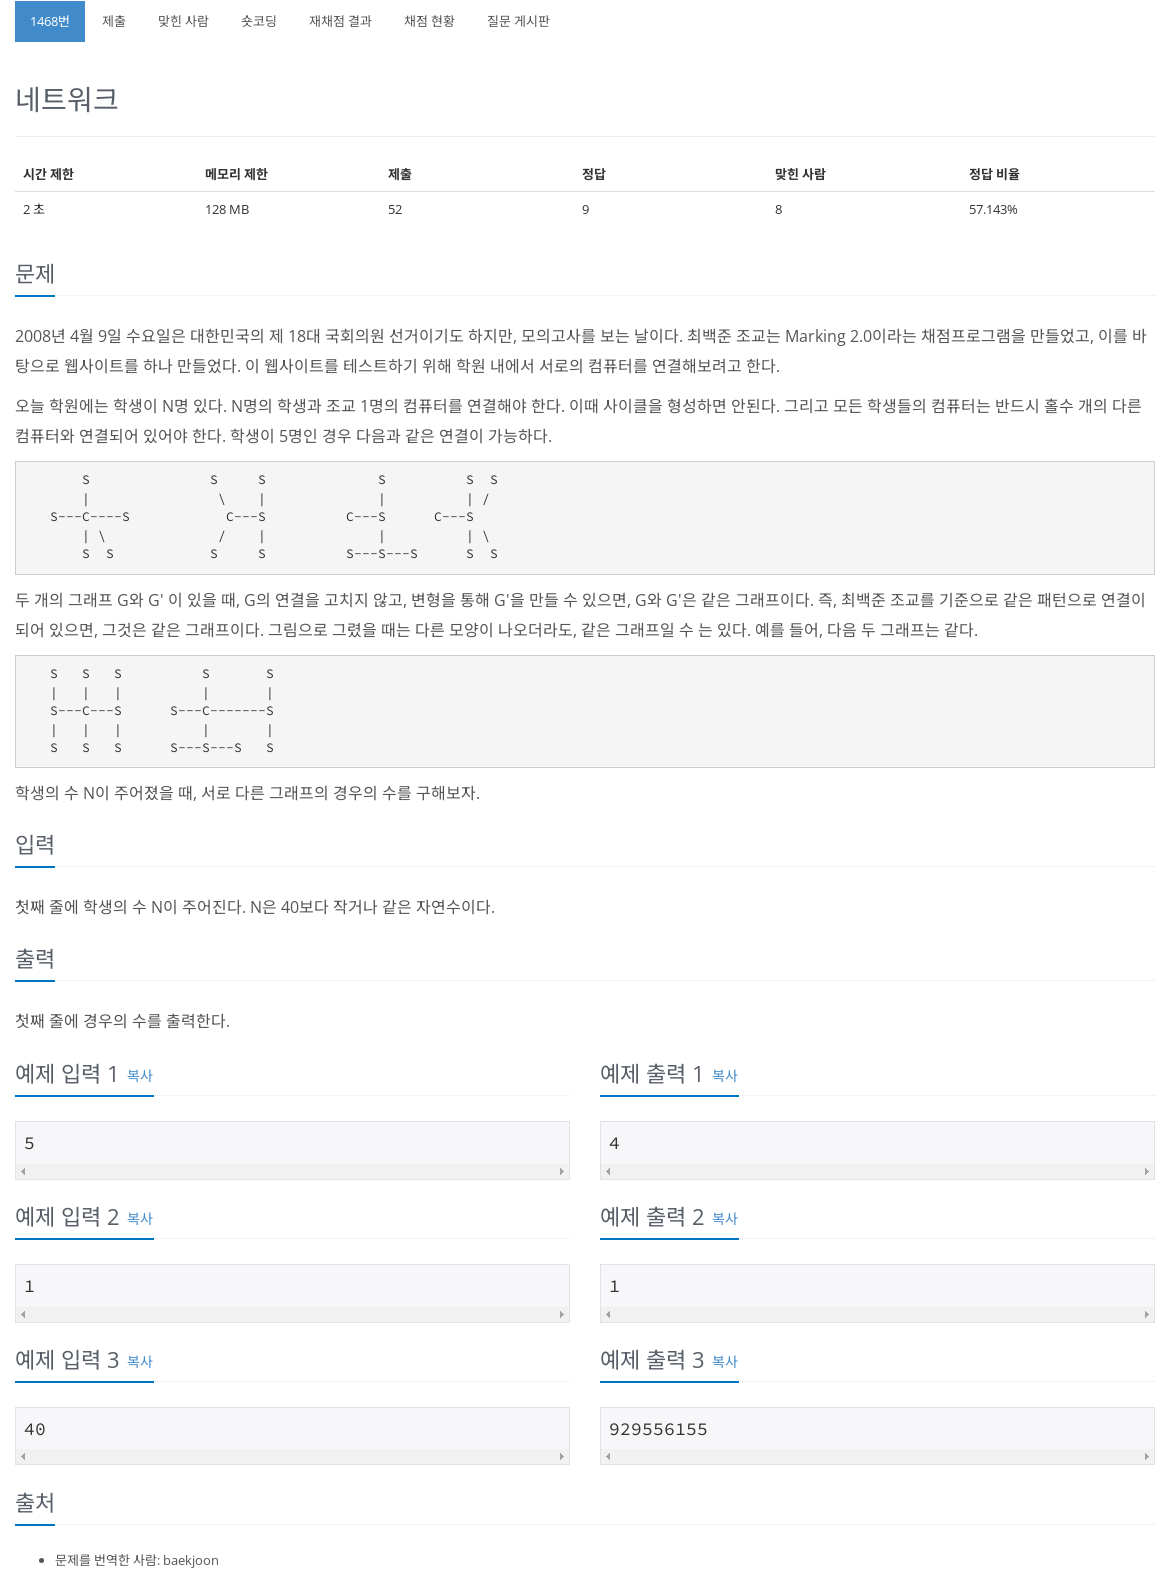 1468번 제출 맞힌 사람 숏코딩 재채점 결과 채점 현황 질문 게시판
네트워크
시간 제한 메모리 제한 제출 정답 맞힌 사람 정답 비율
2 초 128 MB 52 9 8 57.143%
문제
2008년 4월 9일 수요일은 대한민국의 제 18대 국회의원 선거이기도 하지만, 모의고사를 보는 날이다. 최백준 조교는 Marking 2.0이라는 채점프로그램을 만들었고, 이를 바
탕으로 웹사이트를 하나 만들었다. 이 웹사이트를 테스트하기 위해 학원 내에서 서로의 컴퓨터를 연결해보려고 한다.
오늘 학원에는 학생이 N명 있다. N명의 학생과 조교 1명의 컴퓨터를 연결해야 한다. 이때 사이클을 형성하면 안된다. 그리고 모든 학생들의 컴퓨터는 반드시 홀수 개의 다른
컴퓨터와 연결되어 있어야 한다. 학생이 5명인 경우 다음과 같은 연결이 가능하다.
        S               S     S              S          S  S
        |                \    |              |          | /
    S---C----S            C---S          C---S      C---S
        | \              /    |              |          | \
        S  S            S     S          S---S---S      S  S
두 개의 그래프 G와 G' 이 있을 때, G의 연결을 고치지 않고, 변형을 통해 G'을 만들 수 있으면, G와 G'은 같은 그래프이다. 즉, 최백준 조교를 기준으로 같은 패턴으로 연결이
되어 있으면, 그것은 같은 그래프이다. 그림으로 그렸을 때는 다른 모양이 나오더라도, 같은 그래프일 수 는 있다. 예를 들어, 다음 두 그래프는 같다.
    S   S   S          S       S
    |   |   |          |       |
    S---C---S      S---C-------S
    |   |   |          |       |
    S   S   S      S---S---S   S
학생의 수 N이 주어졌을 때, 서로 다른 그래프의 경우의 수를 구해보자.
입력
첫째 줄에 학생의 수 N이 주어진다. N은 40보다 작거나 같은 자연수이다.
출력
첫째 줄에 경우의 수를 출력한다.
예제 입력 1 복사
5
예제 출력 1 복사
4
예제 입력 2 복사
1
예제 출력 2 복사
1
예제 입력 3 복사
40
예제 출력 3 복사
929556155
출처
문제를 번역한 사람: baekjoon